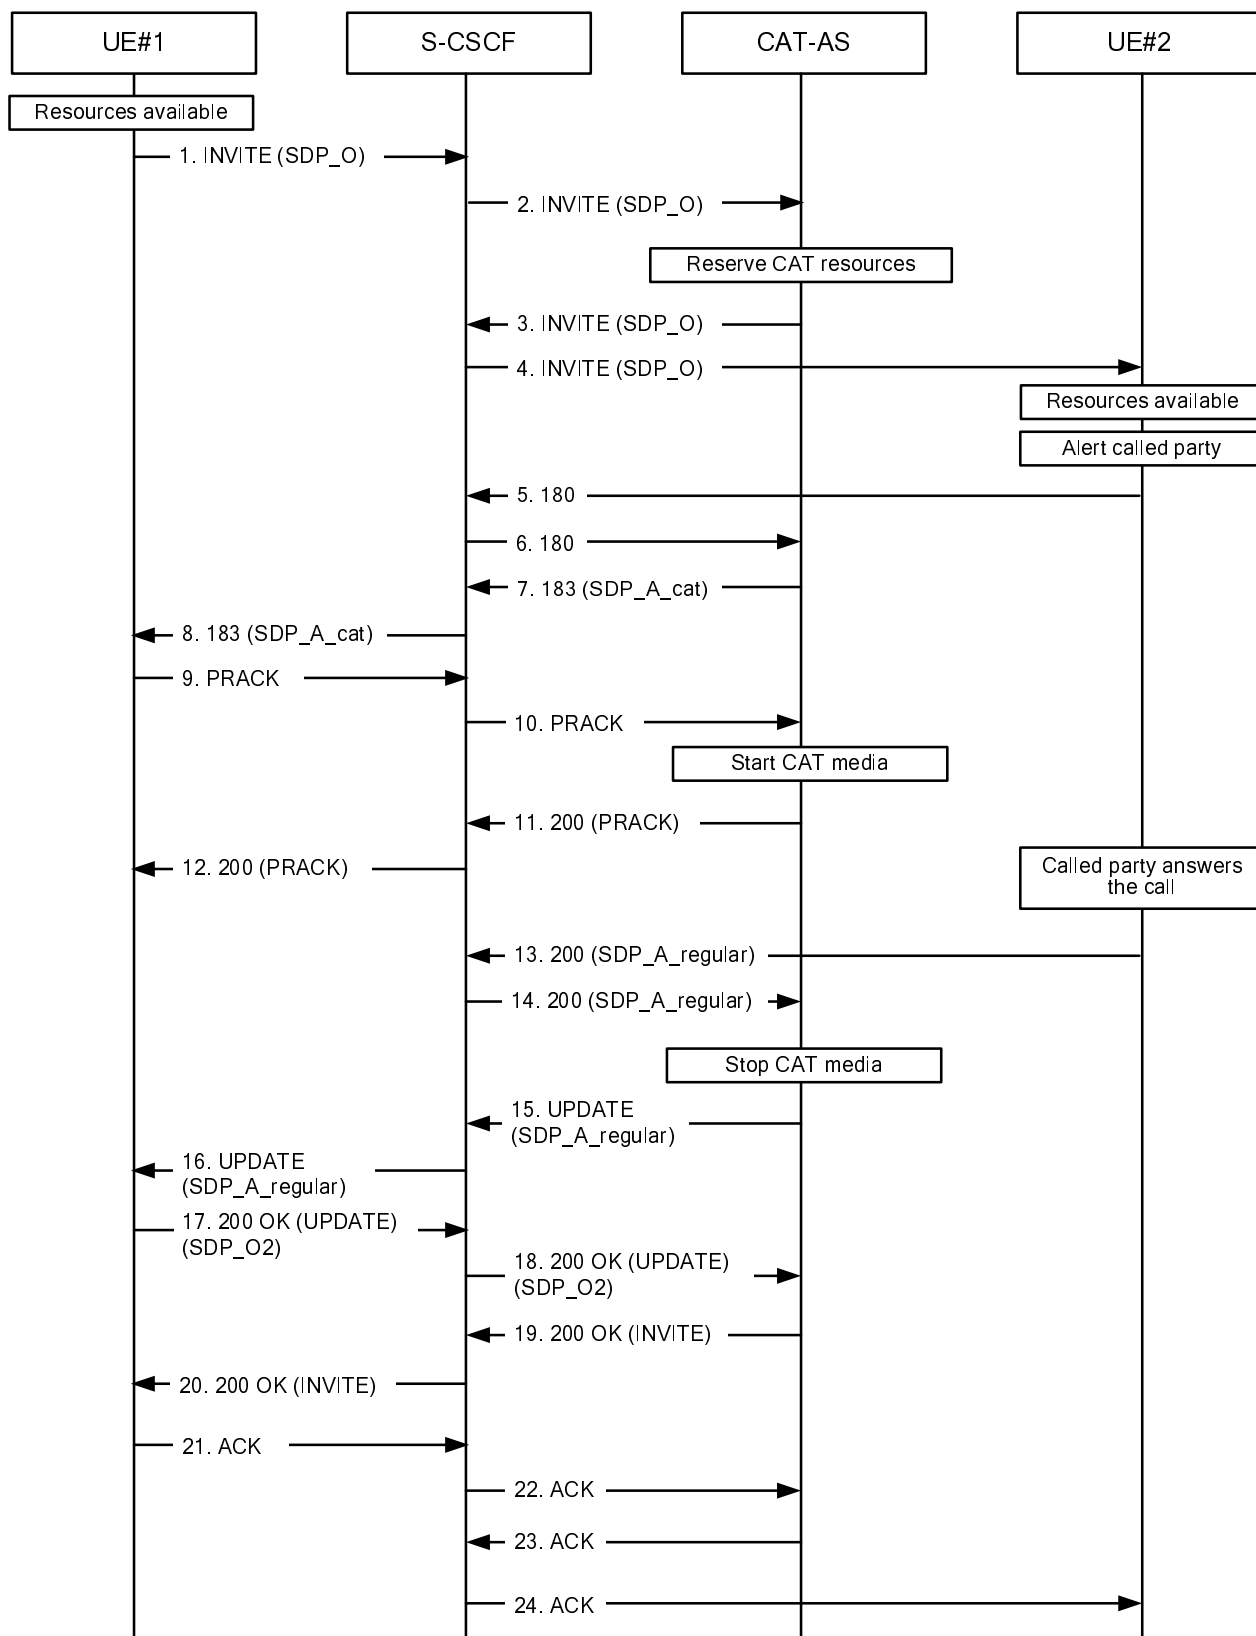 UE#1
S-CSCF
CAT-AS
UE#2
Resources available
1. INVITE (SDP_O)
2. INVITE (SDP_O)
Reserve CAT resources
3. INVITE (SDP_O)
4. INVITE (SDP_O)
Resources available
Alert called party
5. 180
6. 180
7. 183 (SDP_A_cat)
8. 183 (SDP_A_cat)
9. PRACK
10. PRACK
Start CAT media
11. 200 (PRACK)
12. 200 (PRACK)
Called party answers
the call
13. 200 (SDP_A_regular)
14. 200 (SDP_A_regular)
Stop CAT media
15. UPDATE
(SDP_A_regular)
16. UPDATE
(SDP_A_regular)
17. 200 OK (UPDATE)
(SDP_O2)
18. 200 OK (UPDATE)
(SDP_O2)
19. 200 OK (INVITE)
20. 200 OK (INVITE)
21. ACK
22. ACK
23. ACK
24. ACK